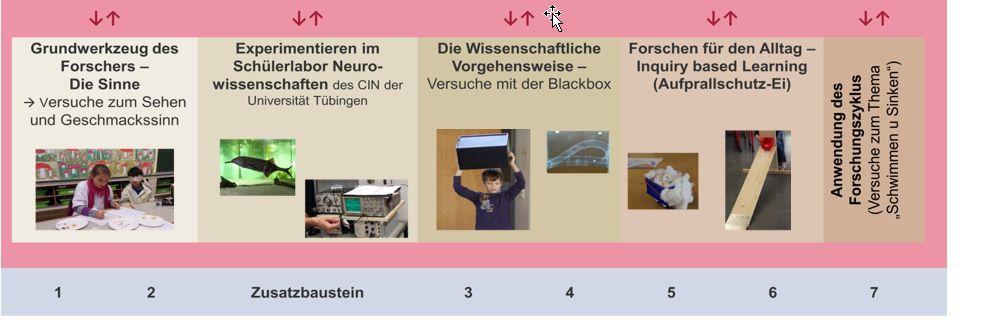 Grundwerkzeug des
Forschers –
Die Sinne
→ Versuche zum Sehen
und Geschmackssinn
Experimentieren im
Schülerlabor Neuro-
wissenschaften des CIN der
Universität Tübingen
Die Wissenschaftliche
Vorgehensweise –
Versuche mit der Blackbox
Forschen für den Alltag –
Inquiry based Learning
(Aufprallschutz-Ei)
Anwendung des
Forschungszyklus
(Versuche zum Thema
„Schwimmen u Sinken“)
1 2 Zusatzbaustein 3 4 5 6 7